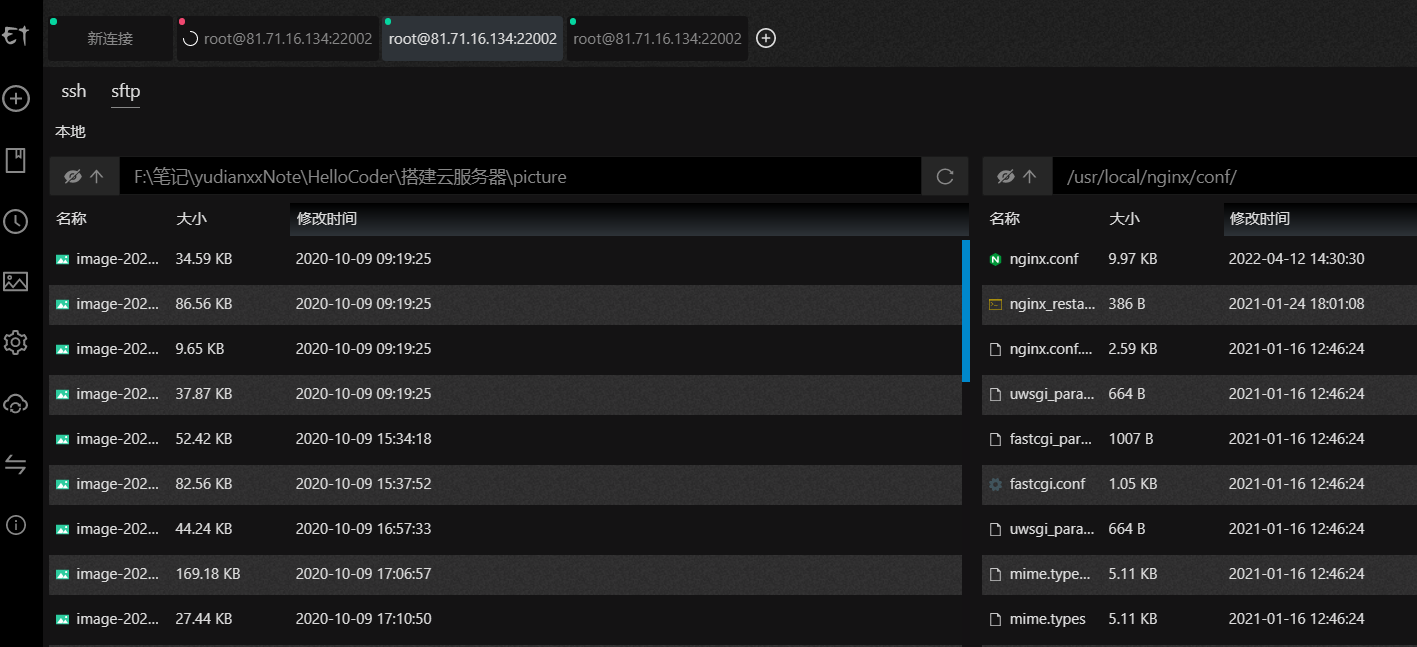 新连接 root@81.71.16.134:22002 root@81.71.16.134:22002 root@81.71.16.134:22002
ssh sftp
本地
F:\笔记\yudianxxNote\HelloCoder\搭建云服务器\picture /usr/local/nginx/conf/
名称 大小 修改时间 名称 大小 修改时间
image-202... 34.59 KB 2020-10-09 09:19:25 nginx.conf 9.97 KB 2022-04-12 14:30:30
image-202... 86.56 KB 2020-10-09 09:19:25 nginx_resta... 386 B 2021-01-24 18:01:08
image-202... 9.65 KB 2020-10-09 09:19:25 nginx.conf.... 2.59 KB 2021-01-16 12:46:24
image-202... 37.87 KB 2020-10-09 09:19:25 uwsgi_para... 664 B 2021-01-16 12:46:24
image-202... 52.42 KB 2020-10-09 15:34:18 fastcgi_par... 1007 B 2021-01-16 12:46:24
image-202... 82.56 KB 2020-10-09 15:37:52 fastcgi.conf 1.05 KB 2021-01-16 12:46:24
image-202... 44.24 KB 2020-10-09 16:57:33 uwsgi_para... 664 B 2021-01-16 12:46:24
image-202... 169.18 KB 2020-10-09 17:06:57 mime.type... 5.11 KB 2021-01-16 12:46:24
image-202... 27.44 KB 2020-10-09 17:10:50 mime.types 5.11 KB 2021-01-16 12:46:24